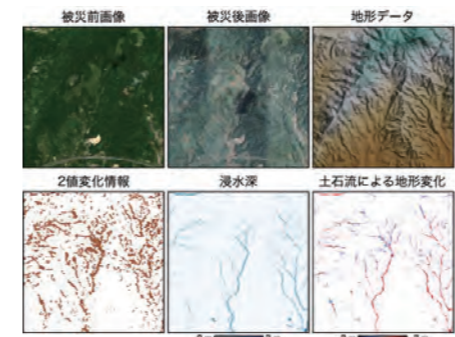 被災前画像
被災後画像
地形データ
2値変化情報
浸水深
土石流による地形変化